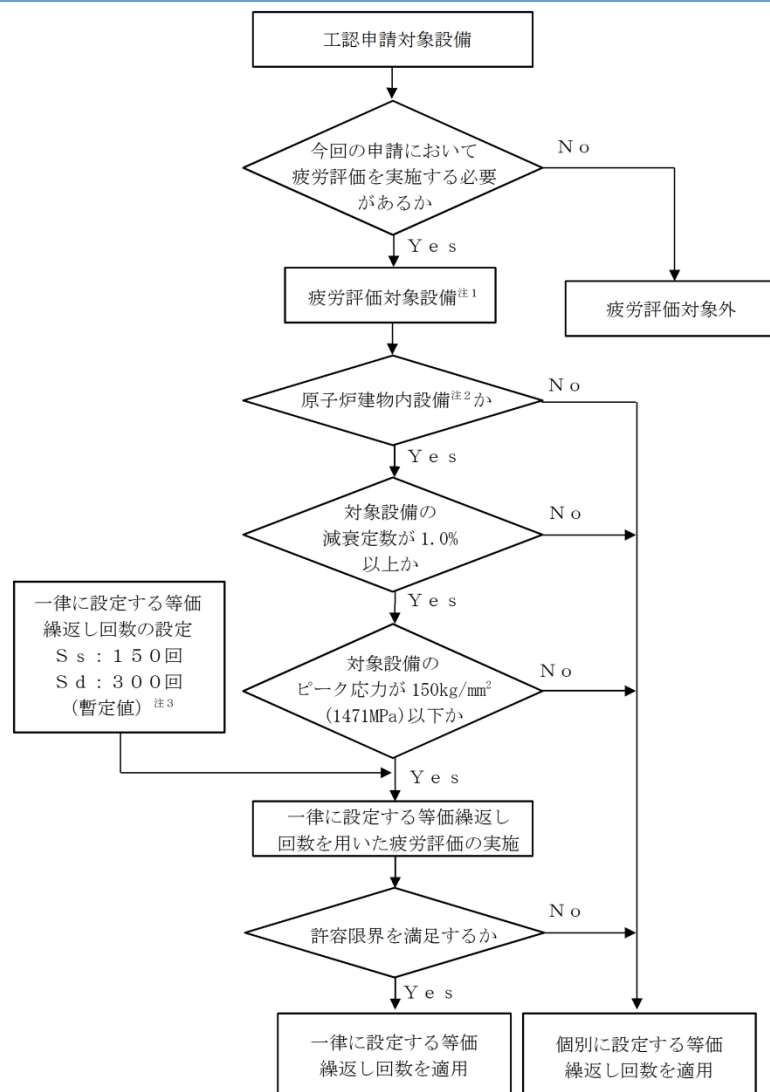 工認申請対象設備
今回の申請において
疲労評価を実施する必要
があるか
Ｎｏ
Ｙｅｓ
疲労評価対象設備注１
疲労評価対象外
原子炉建物内設備注２か
Ｎｏ
Ｙｅｓ
対象設備の
減衰定数が 1.0%
以上か
Ｎｏ
Ｙｅｓ
一律に設定する等価
繰返し回数の設定
Ｓｓ：１５０回
Ｓｄ：３００回
(暫定値) 注３
対象設備の
ピーク応力が 150kg/mm²
(1471MPa)以下か
Ｎｏ
Ｙｅｓ
一律に設定する等価繰返し
回数を用いた疲労評価の実施
許容限界を満足するか
Ｎｏ
Ｙｅｓ
一律に設定する等価
繰返し回数を適用
個別に設定する等価
繰返し回数を適用